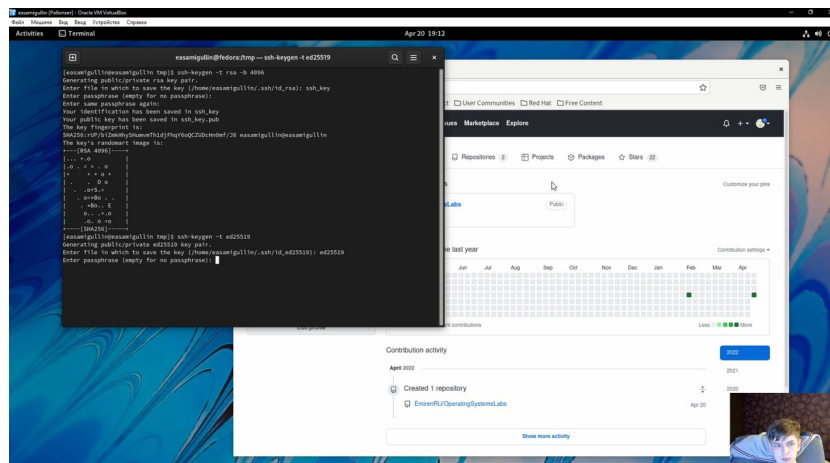 easamigullin [Работает] - Oracle VM VirtualBox
Файл Машина Вид Ввод Устройства Справка
Activities Terminal Apr 20 19:12
easamigullin@fedora:/tmp — ssh-keygen -t ed25519
[easamigullin@easamigullin tmp]$ ssh-keygen -t rsa -b 4096
Generating public/private rsa key pair.
Enter file in which to save the key (/home/easamigullin/.ssh/id_rsa): ssh_key
Enter passphrase (empty for no passphrase):
Enter same passphrase again:
Your identification has been saved in ssh_key
Your public key has been saved in ssh_key.pub
The key fingerprint is:
The key's randomart image is:
+---[RSA 4096]----+
+----[SHA256]-----+
[easamigullin@easamigullin tmp]$ ssh-keygen -t ed25519
Generating public/private ed25519 key pair.
Enter file in which to save the key (/home/easamigullin/.ssh/id_ed25519): ed25519
Enter passphrase (empty for no passphrase):
User Communities Red Hat Free Content
ues Marketplace Explore
Repositories 2 Projects Packages Stars 22
Customize your pins
Labs Public
e last year Contribution settings
Jun Jul Aug Sep Oct Nov Dec Jan Feb Mar Apr
nt contributions Less More
Edit profile
Contribution activity 2022
April 2022 2021
Created 1 repository 2020
EmirenRU/OperatingSystemsLabs Apr 20
Show more activity